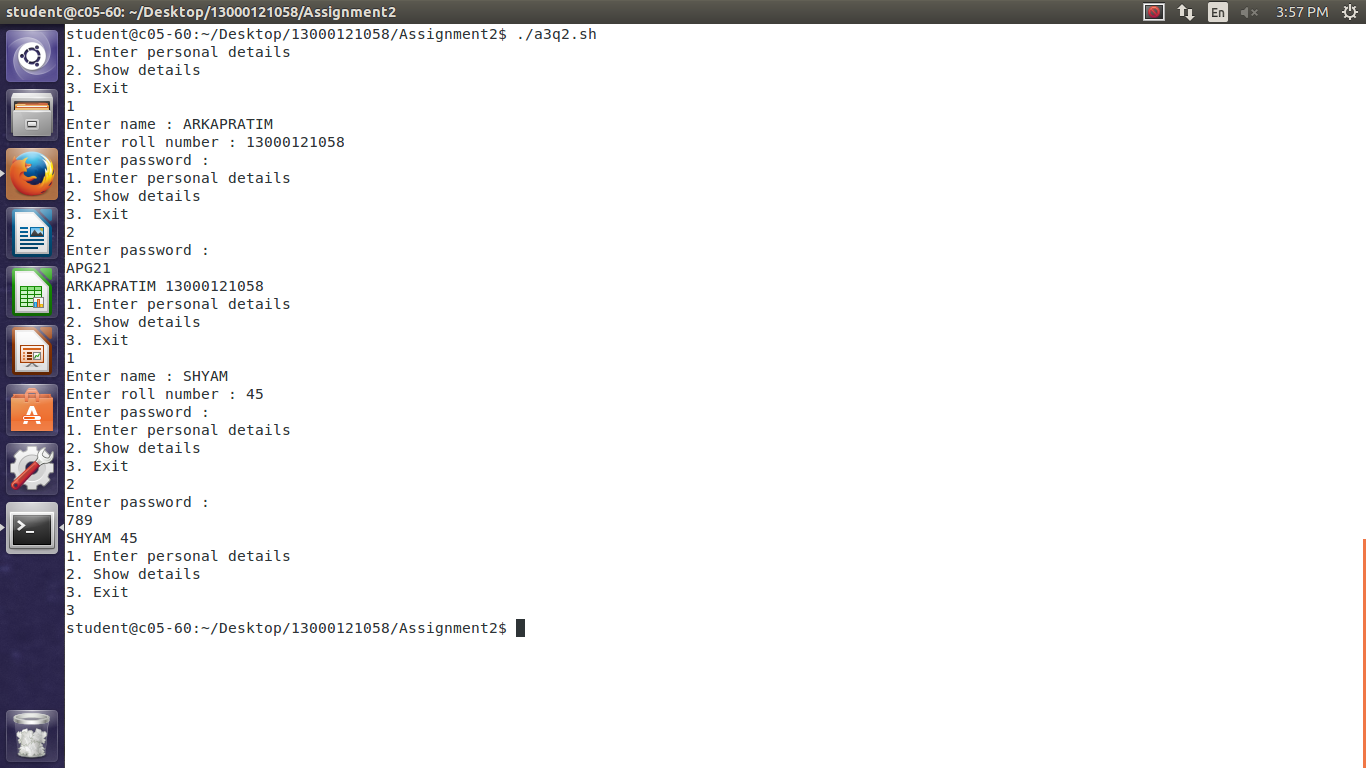 student@c05-60: ~/Desktop/13000121058/Assignment2
En
3:57 PM
student@c05-60:~/Desktop/13000121058/Assignment2$ ./a3q2.sh
1. Enter personal details
2. Show details
3. Exit
1
Enter name : ARKAPRATIM
Enter roll number : 13000121058
Enter password :
1. Enter personal details
2. Show details
3. Exit
2
Enter password :
APG21
ARKAPRATIM 13000121058
1. Enter personal details
2. Show details
3. Exit
1
Enter name : SHYAM
Enter roll number : 45
Enter password :
1. Enter personal details
2. Show details
3. Exit
2
Enter password :
789
SHYAM 45
1. Enter personal details
2. Show details
3. Exit
3
student@c05-60:~/Desktop/13000121058/Assignment2$